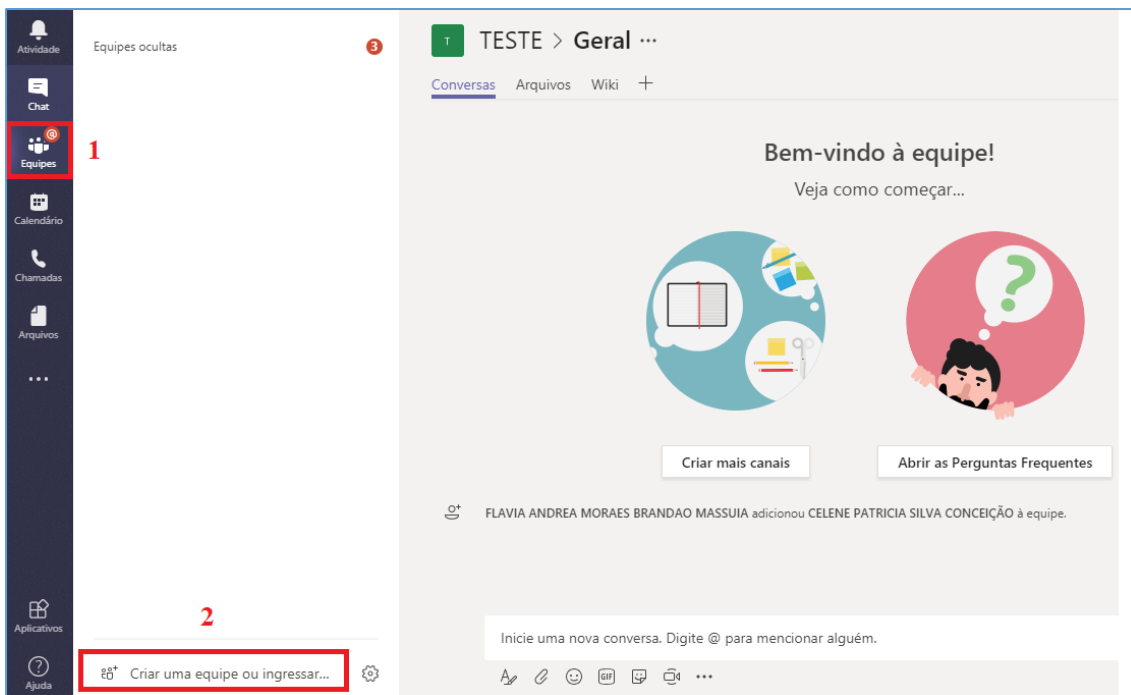 Atividade
Chat
@
Equipes
1
Calendário
Chamadas
Arquivos
Aplicativos
Ajuda
Equipes ocultas
3
2
Criar uma equipe ou ingressar...
T
TESTE > Geral ...
Conversas Arquivos Wiki +
Bem-vindo à equipe!
Veja como começar...
?
Criar mais canais
Abrir as Perguntas Frequentes
FLAVIA ANDREA MORAES BRANDAO MASSUIA adicionou CELENE PATRICIA SILVA CONCEIÇÃO à equipe.
Inicie uma nova conversa. Digite @ para mencionar alguém.
GIF